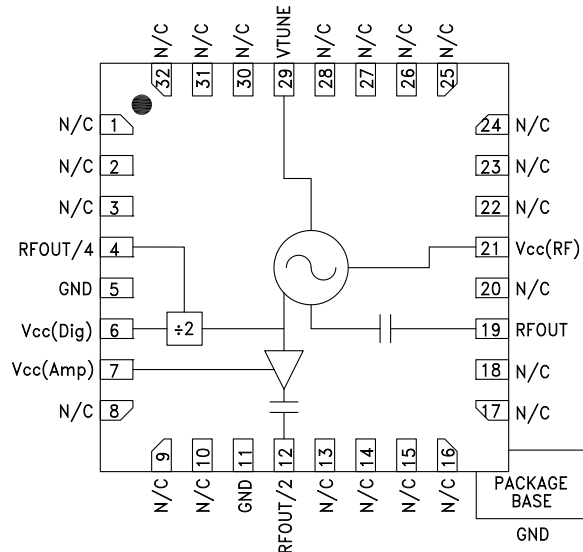 N/C N/C N/C VTUNE N/C N/C N/C N/C
32 31 30 29 28 27 26 25
N/C 1
N/C 2
N/C 3
RFOUT/4 4
GND 5
Vcc(Dig) 6
Vcc(Amp) 7
N/C 8
÷2
24 N/C
23 N/C
22 N/C
21 Vcc(RF)
20 N/C
19 RFOUT
18 N/C
17 N/C
9 10 11 12 13 14 15 16
N/C N/C GND RFOUT/2 N/C N/C N/C N/C
PACKAGE
BASE
GND